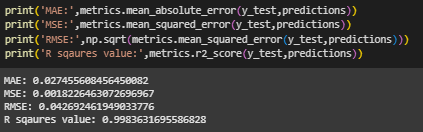 print('MAE:',metrics.mean_absolute_error(y_test,predictions))
print('MSE:',metrics.mean_squared_error(y_test,predictions))
print('RMSE:',np.sqrt(metrics.mean_squared_error(y_test,predictions)))
print('R sqaures value:',metrics.r2_score(y_test,predictions))
MAE: 0.027455608456450082
MSE: 0.0018226463072696967
RMSE: 0.042692461949033776
R sqaures value: 0.9983631695586828